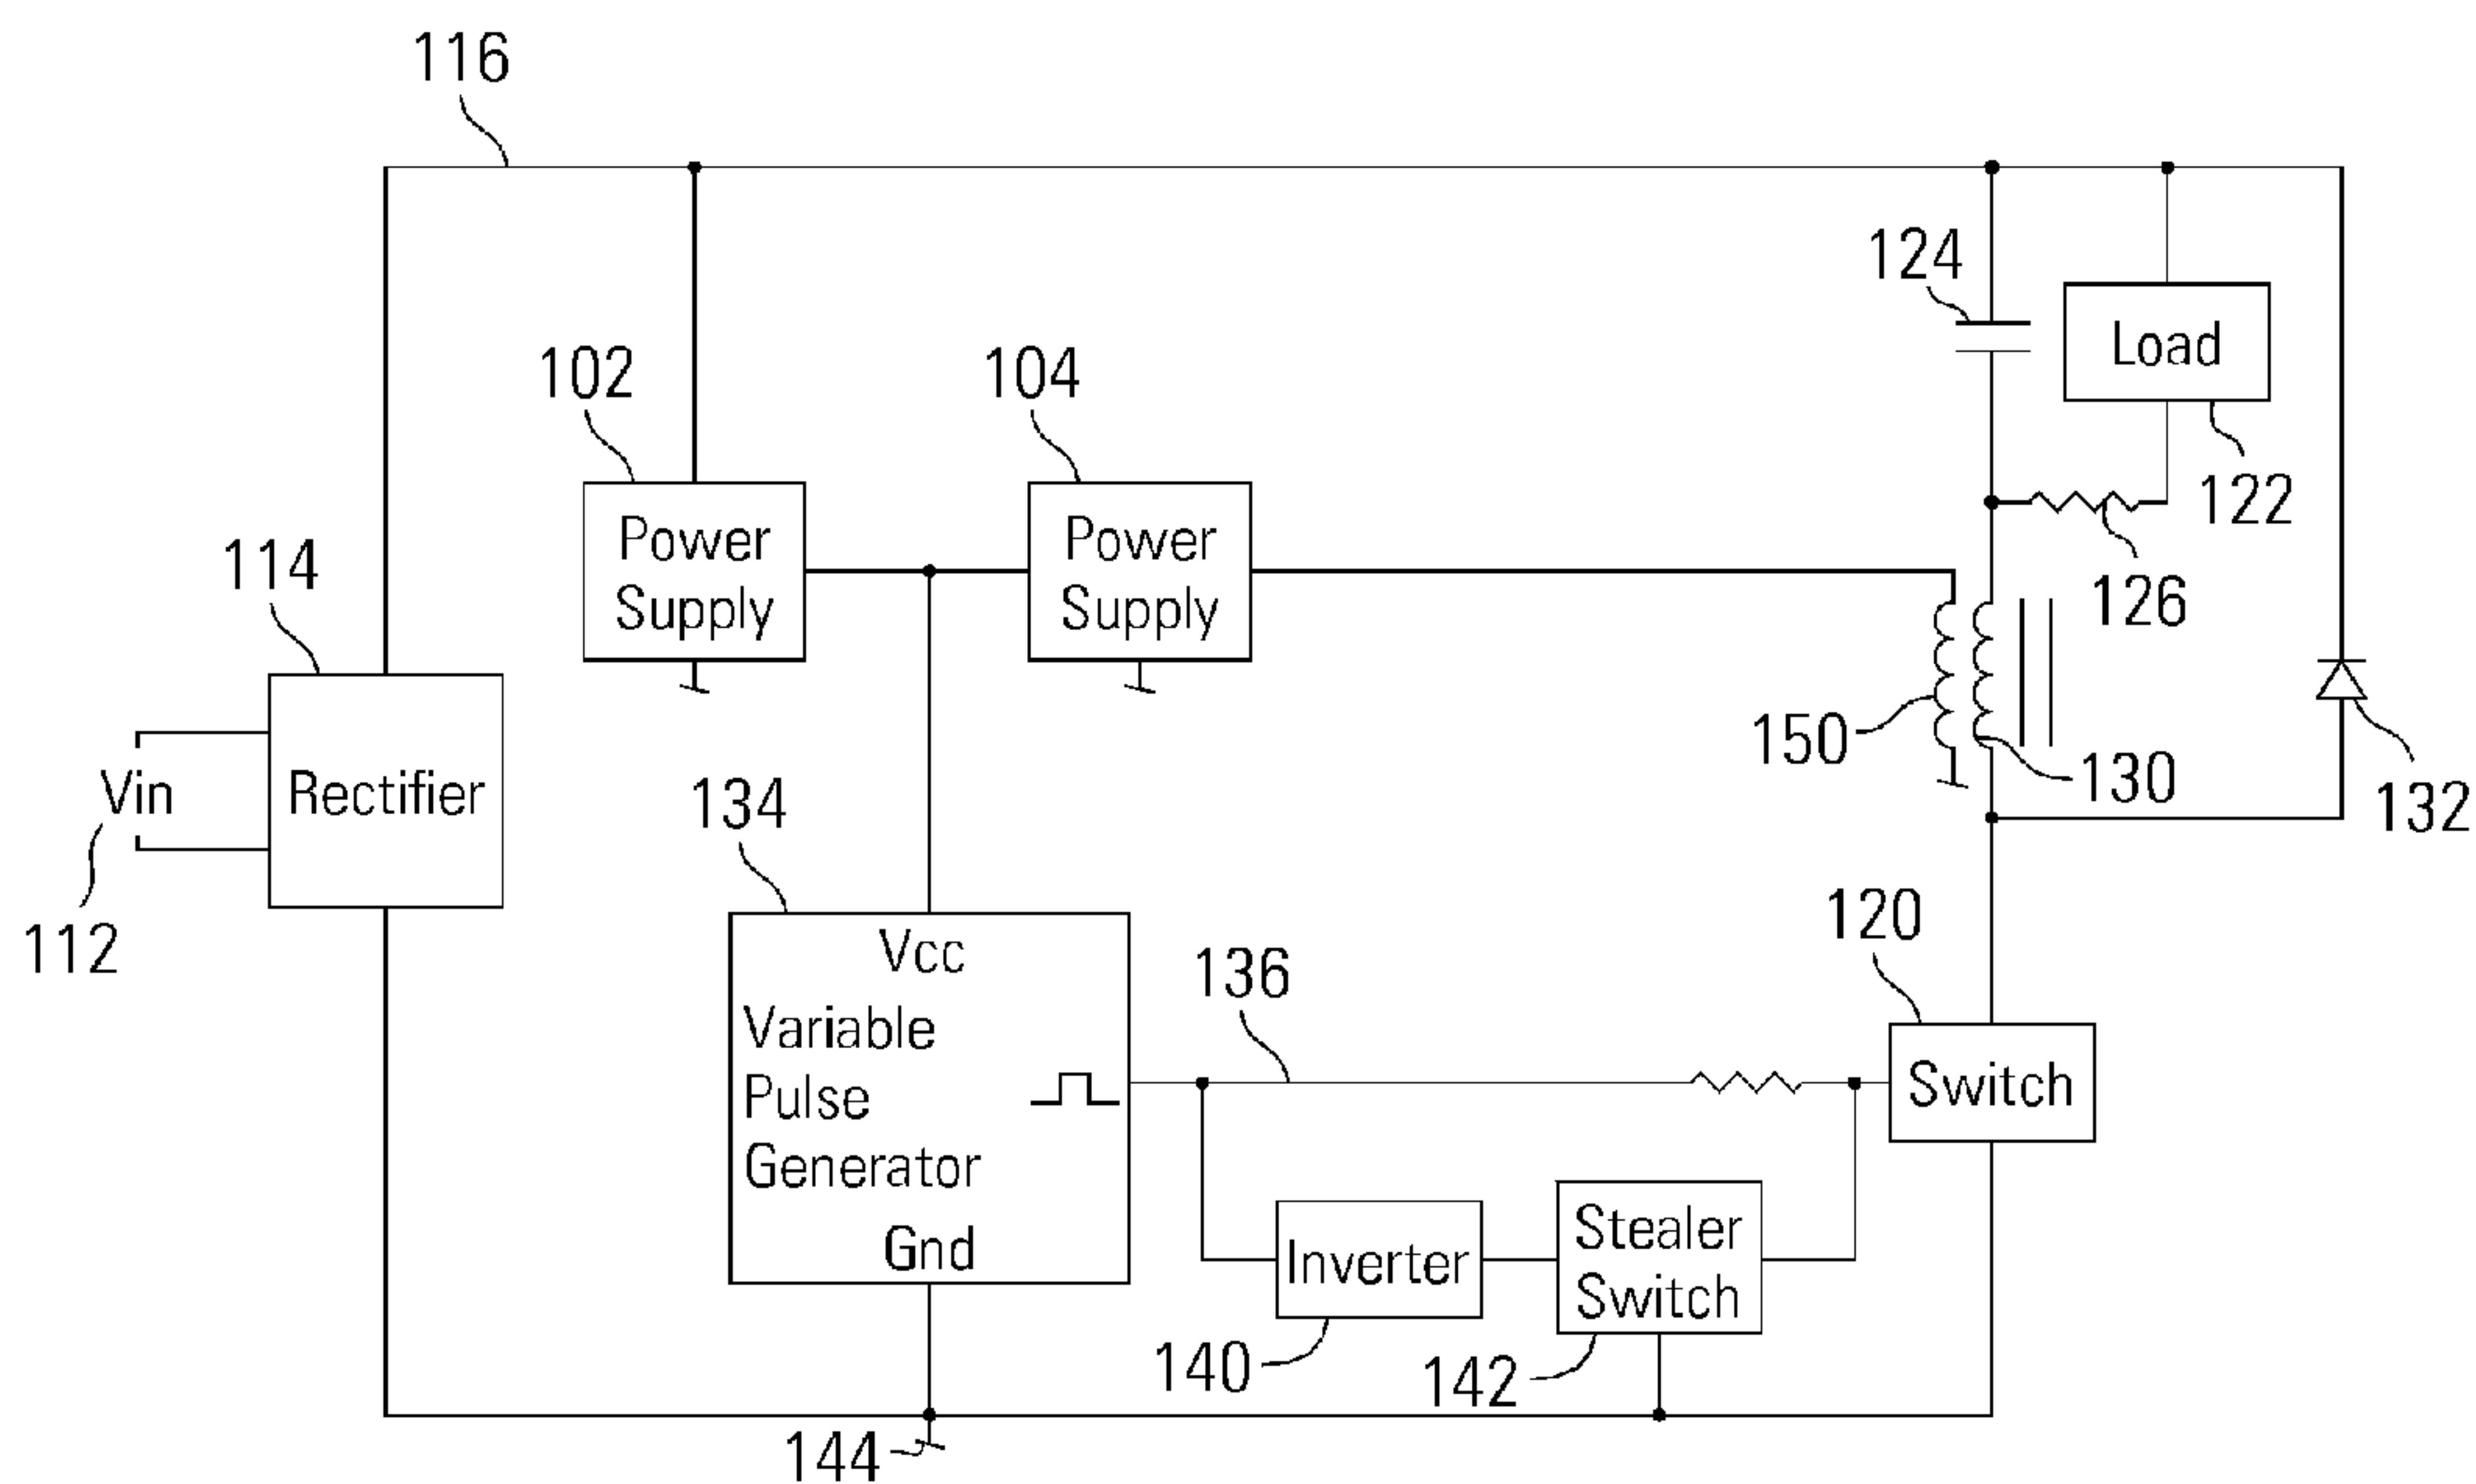 116
124
Load
102
104
122
Power
Supply
Power
Supply
114
126
150
130
132
Vin
Rectifier
134
112
120
Vcc
136
Variable
Pulse
Generator
Switch
Gnd
Inverter
Stealer
Switch
140
142
144